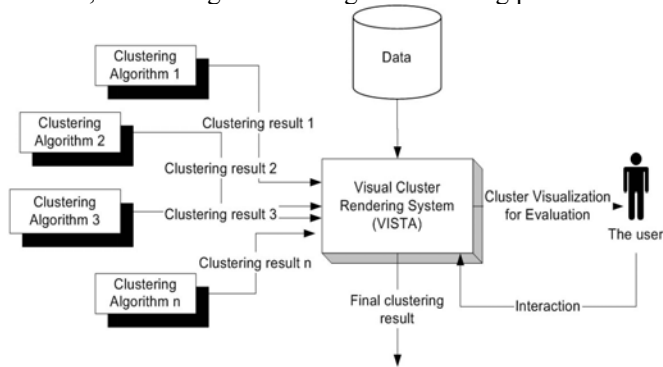 Clustering
Algorithm 1
Data
Clustering
Algorithm 2
Clustering result 1
Clustering result 2
Clustering
Algorithm 3
Clustering result 3
Visual Cluster
Rendering System
(VISTA)
Cluster Visualization
for Evaluation
The user
Clustering result n
Clustering
Algorithm n
Final clustering
result
Interaction